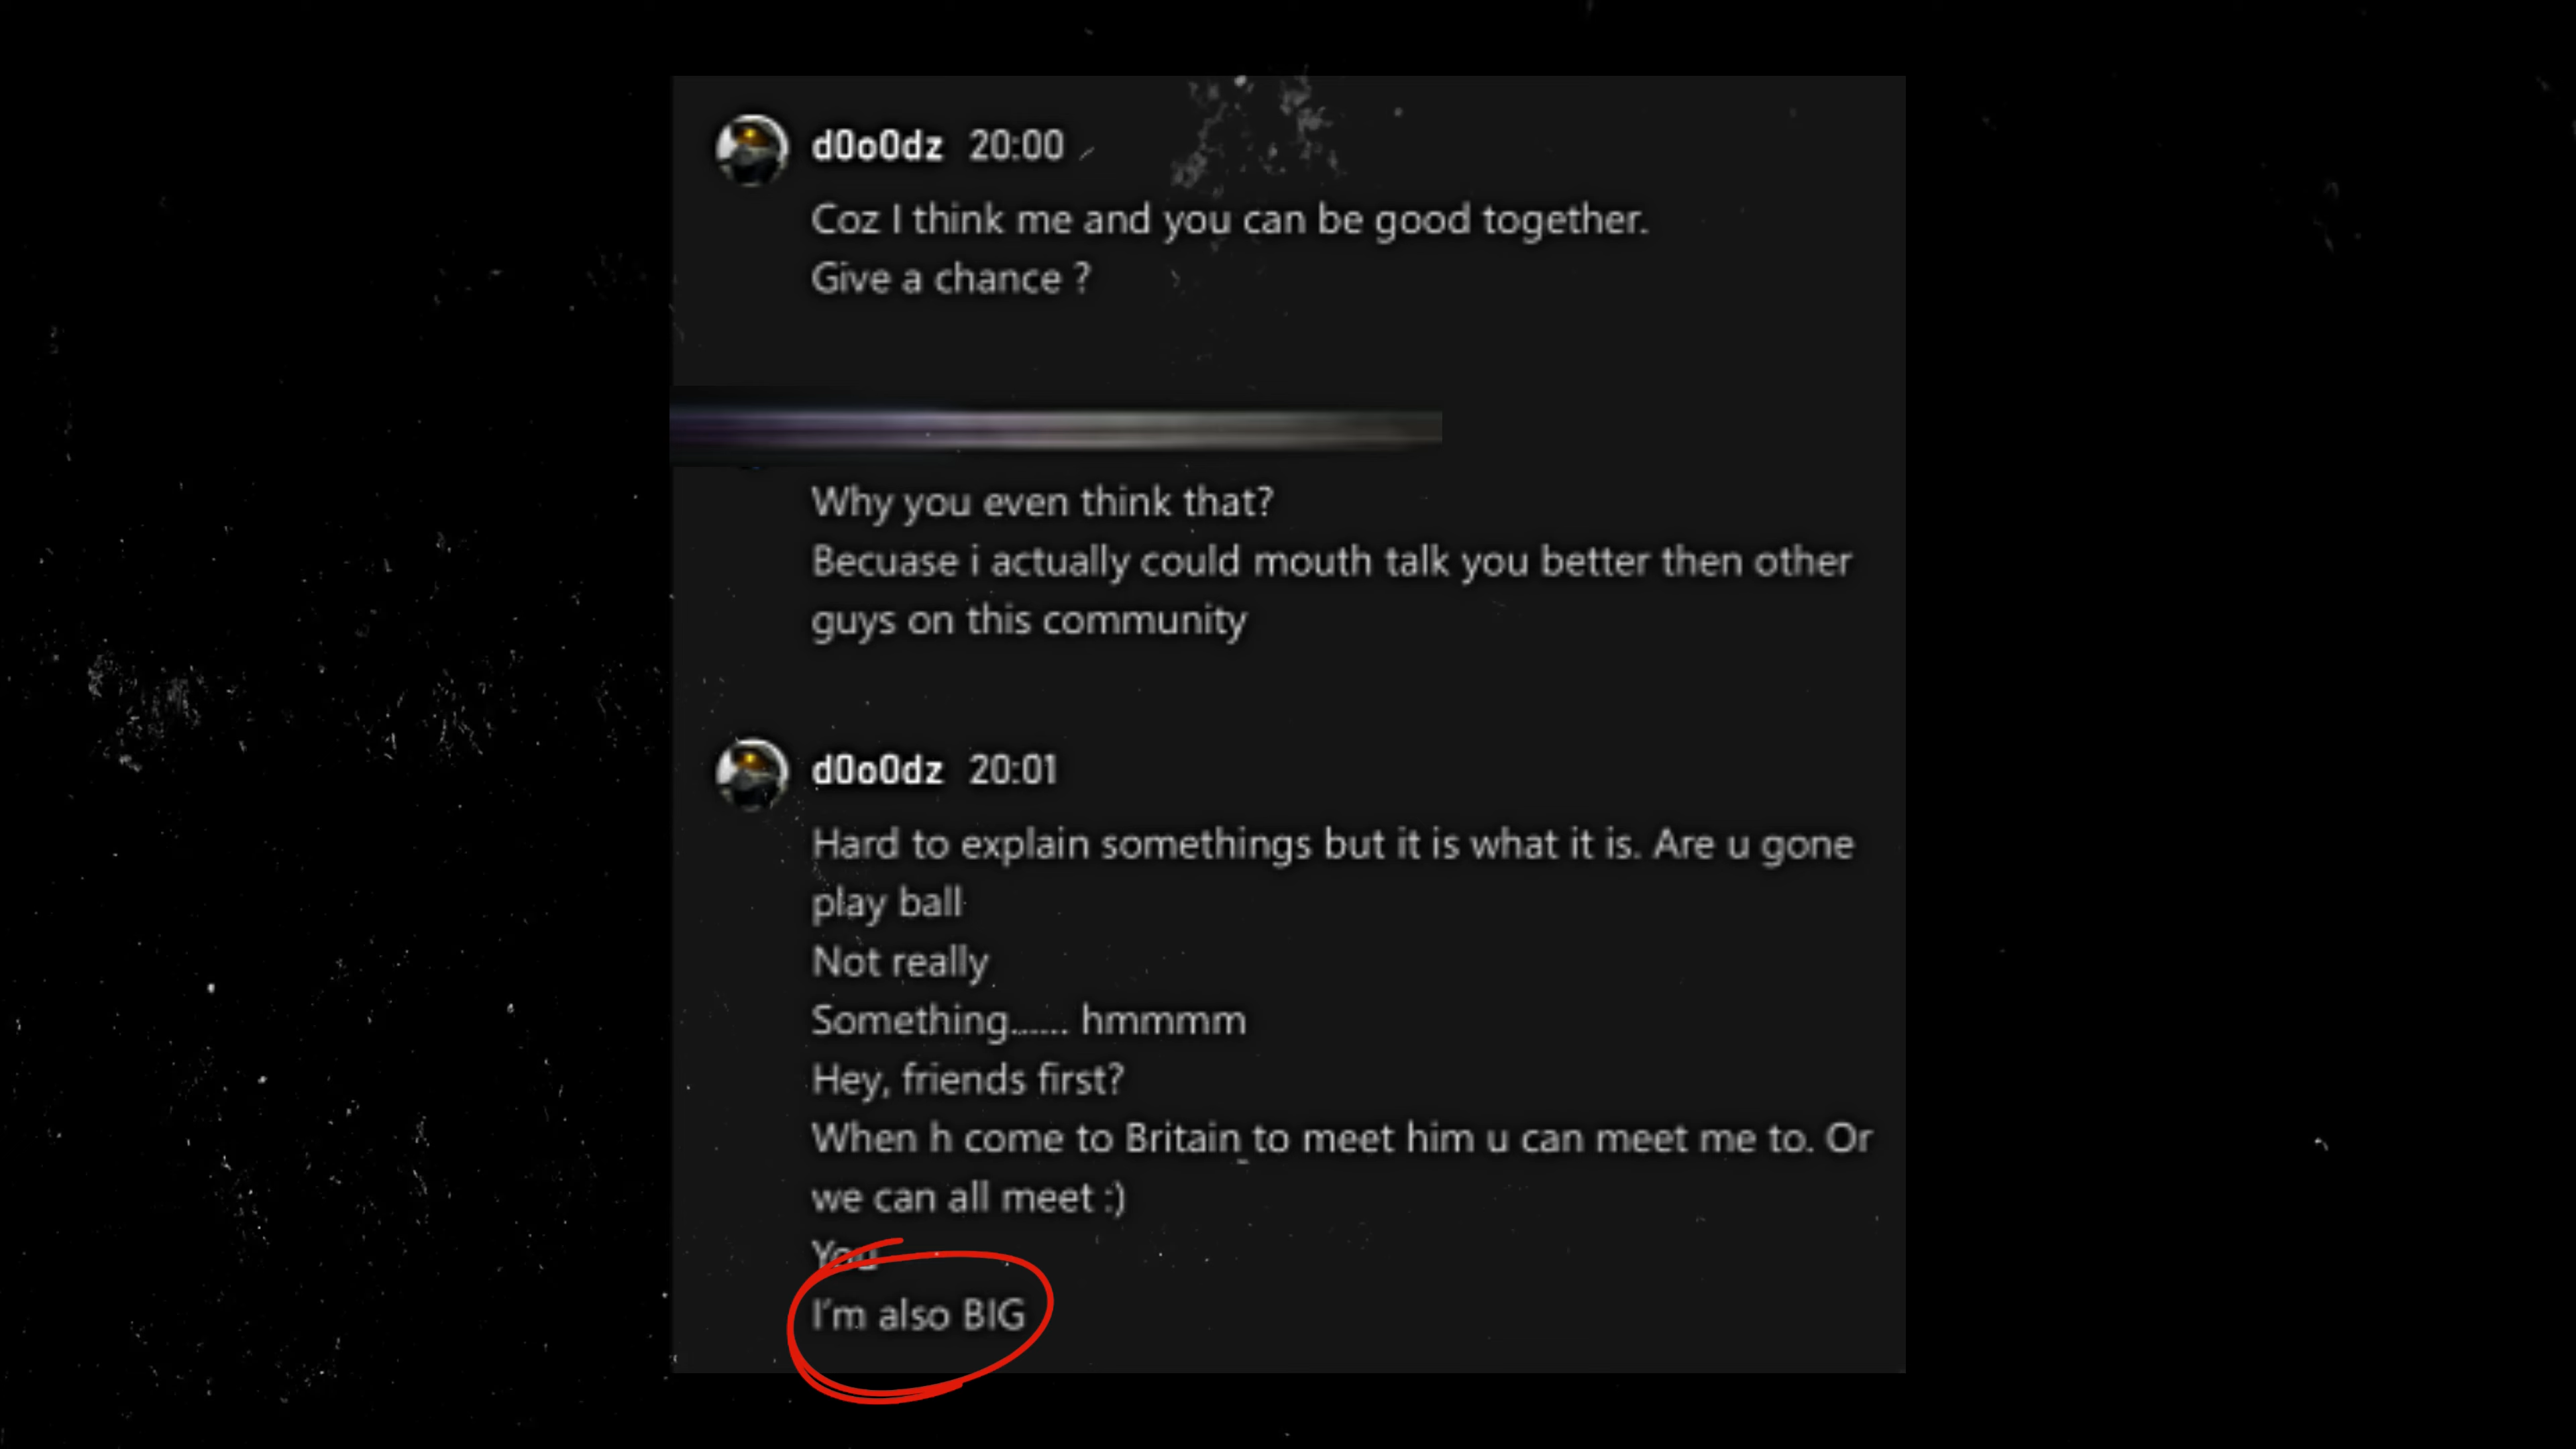 d0o0dz 20:00
Coz I think me and you can be good together.
Give a chance ?
Why you even think that?
Becuase i actually could mouth talk you better then other
guys on this community
d0o0dz 20:01
Hard to explain somethings but it is what it is. Are u gone
play ball
Not really
Something...... hmmmm
Hey, friends first?
When h come to Britain to meet him u can meet me to. Or
we can all meet :)
You
I'm also BIG